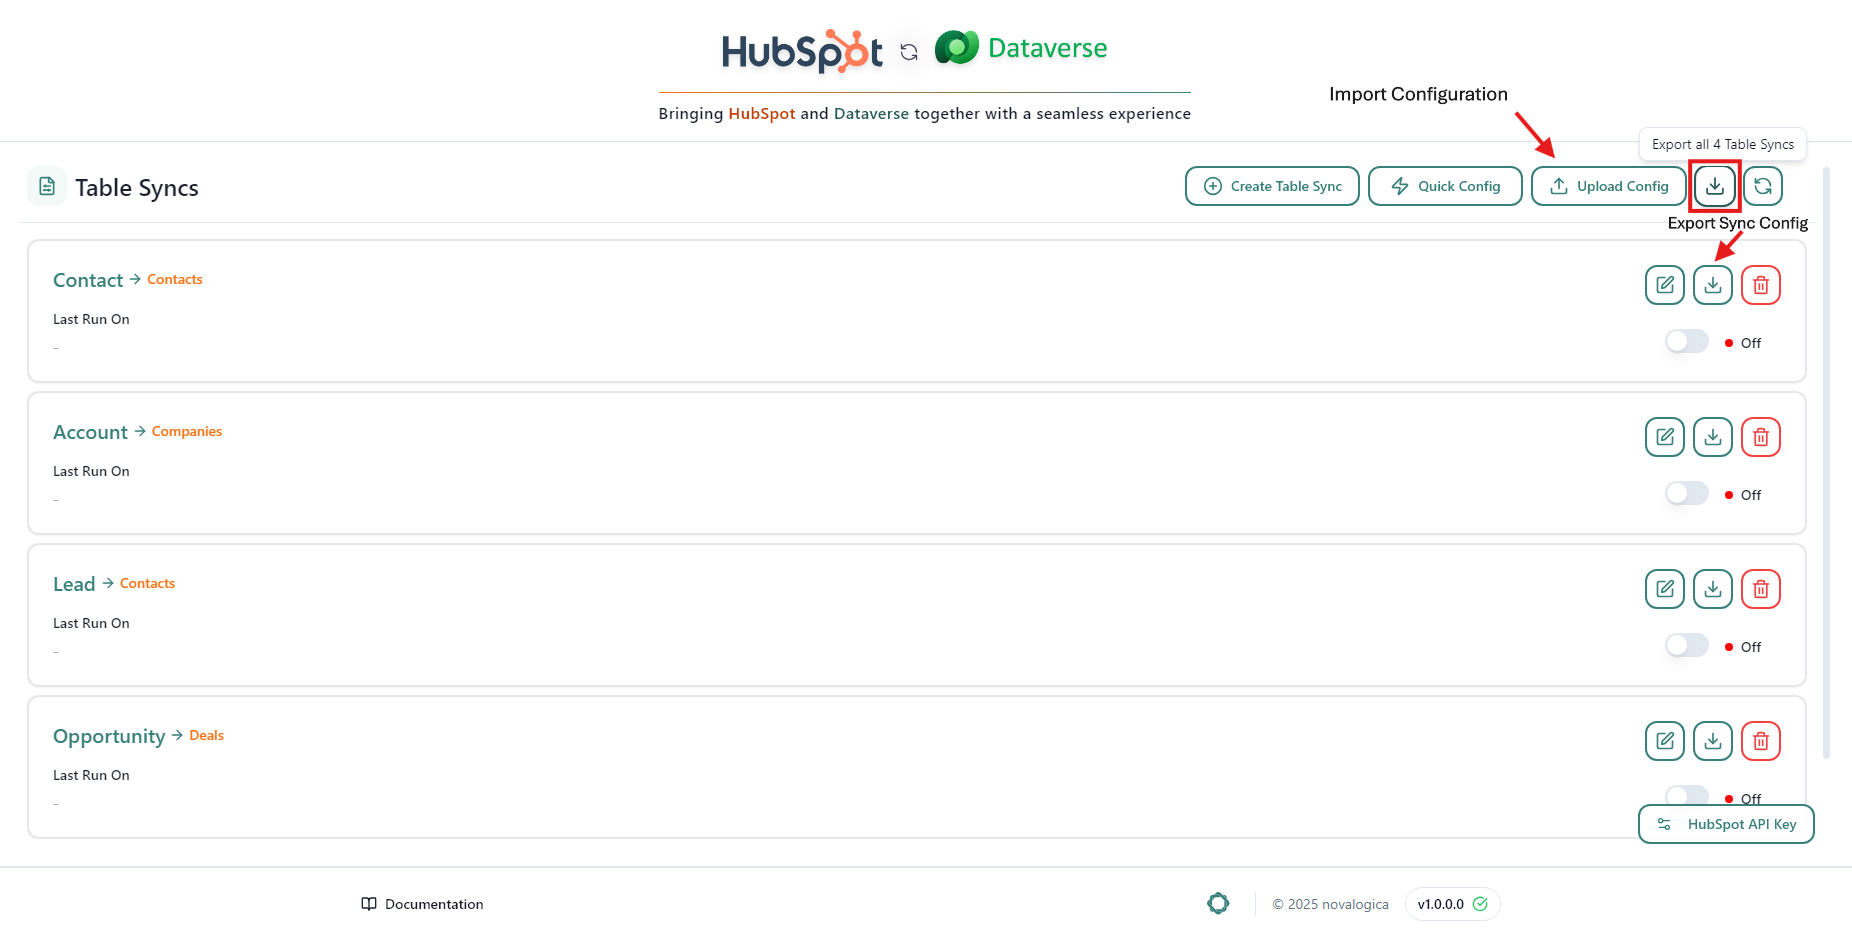 HubSpot Dataverse
Bringing HubSpot and Dataverse together with a seamless experience
Import Configuration
Export all 4 Table Syncs
Table Syncs
Create Table Sync
Quick Config
Upload Config
Export Sync Config
Contact → Contacts
Last Run On
-
Off
Account → Companies
Last Run On
-
Off
Lead → Contacts
Last Run On
-
Off
Opportunity → Deals
Last Run On
-
Off
HubSpot API Key
Documentation
© 2025 novalogica
v1.0.0.0